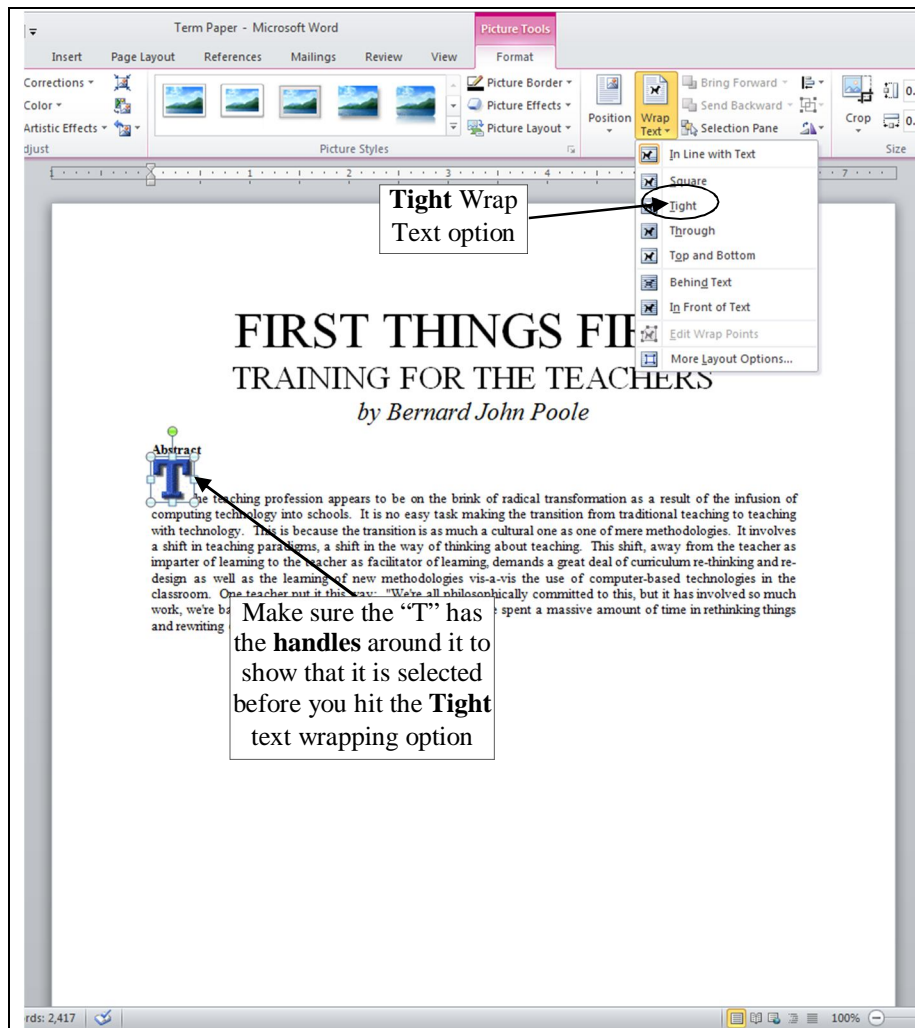 Term Paper - Microsoft Word
Picture Tools
Insert Page Layout References Mailings Review View Format
Corrections
Color
Artistic Effects
djust
Picture Styles
Picture Border
Picture Effects
Picture Layout
Position
Wrap
Text
Bring Forward
Send Backward
Selection Pane
Crop
0.
0.
Size
In Line with Text
Square
Tight
Through
Top and Bottom
Behind Text
In Front of Text
Edit Wrap Points
More Layout Options...
1 2 3 4 7
Tight Wrap
Text option
FIRST THINGS FI
TRAINING FOR THE TEACHERS
by Bernard John Poole
Abstract
T
he teaching profession appears to be on the brink of radical transformation as a result of the infusion of
computing technology into schools. It is no easy task making the transition from traditional teaching to teaching
with technology. This is because the transition is as much a cultural one as one of mere methodologies. It involves
a shift in teaching paradigms, a shift in the way of thinking about teaching. This shift, away from the teacher as
imparter of learning to the teacher as facilitator of learning, demands a great deal of curriculum re-thinking and re-
design as well as the learning of new methodologies vis-a-vis the use of computer-based technologies in the
classroom. One teacher put it this way: "We're all philosophically committed to this, but it has involved so much
work, we're ba spent a massive amount of time in rethinking things
and rewriting
Make sure the “T” has
the handles around it to
show that it is selected
before you hit the Tight
text wrapping option
rds: 2,417
100%